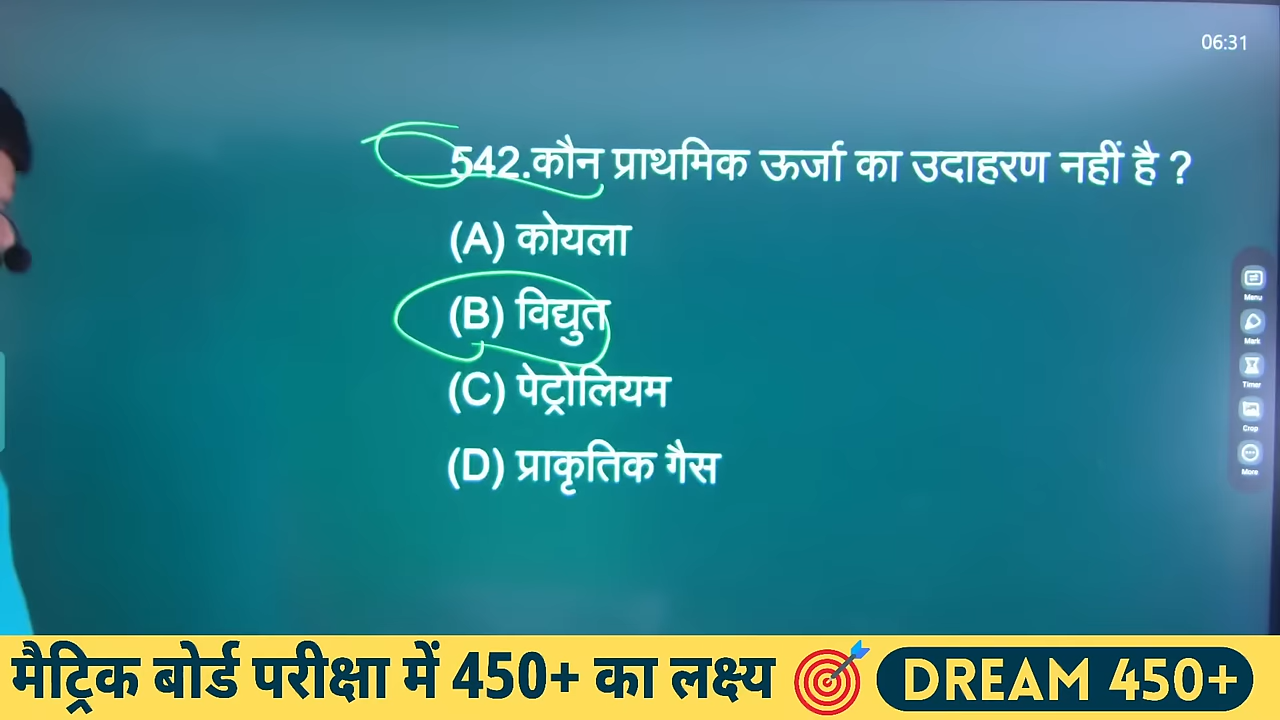 06:31
542.कौन प्राथमिक ऊर्जा का उदाहरण नहीं है ?
(A) कोयला
(B) विद्युत
(C) पेट्रोलियम
(D) प्राकृतिक गैस
Menu
Mark
Timer
Crop
More
मैट्रिक बोर्ड परीक्षा में 450+ का लक्ष्य DREAM 450+